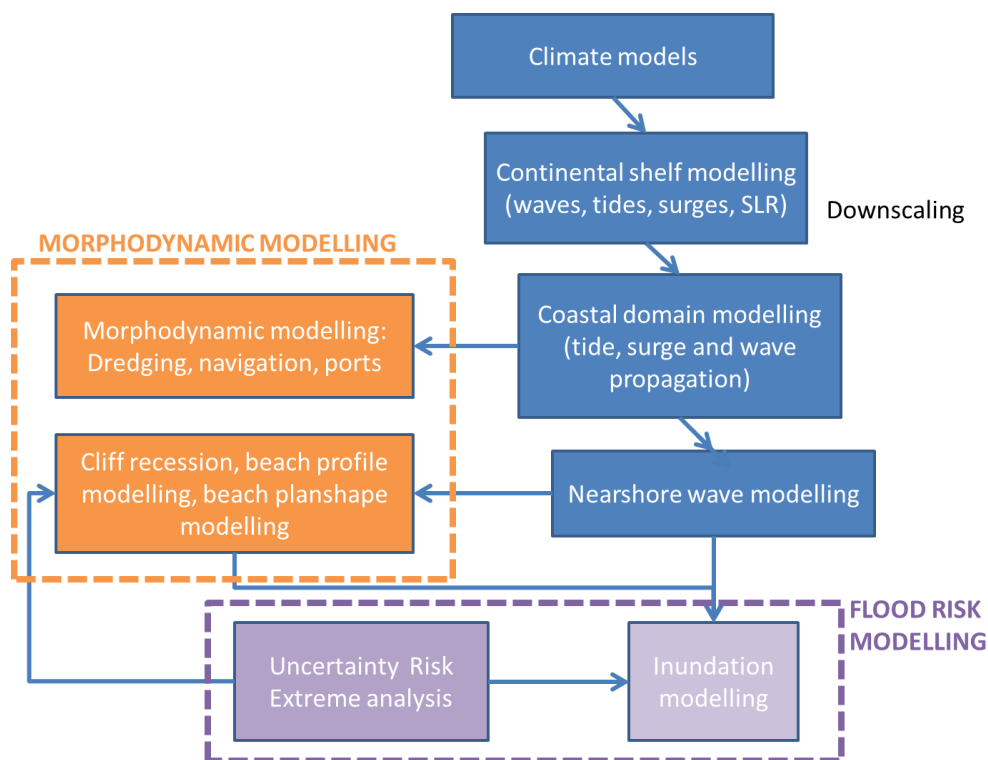 Climate models
Continental shelf modelling
(waves, tides, surges, SLR)
Downscaling
MORPHODYNAMIC MODELLING
Morphodynamic modelling:
Dredging, navigation, ports
Coastal domain modelling
(tide, surge and wave
propagation)
Cliff recession, beach profile
modelling, beach planshape
modelling
Nearshore wave modelling
FLOOD RISK
MODELLING
Uncertainty Risk
Extreme analysis
Inundation
modelling